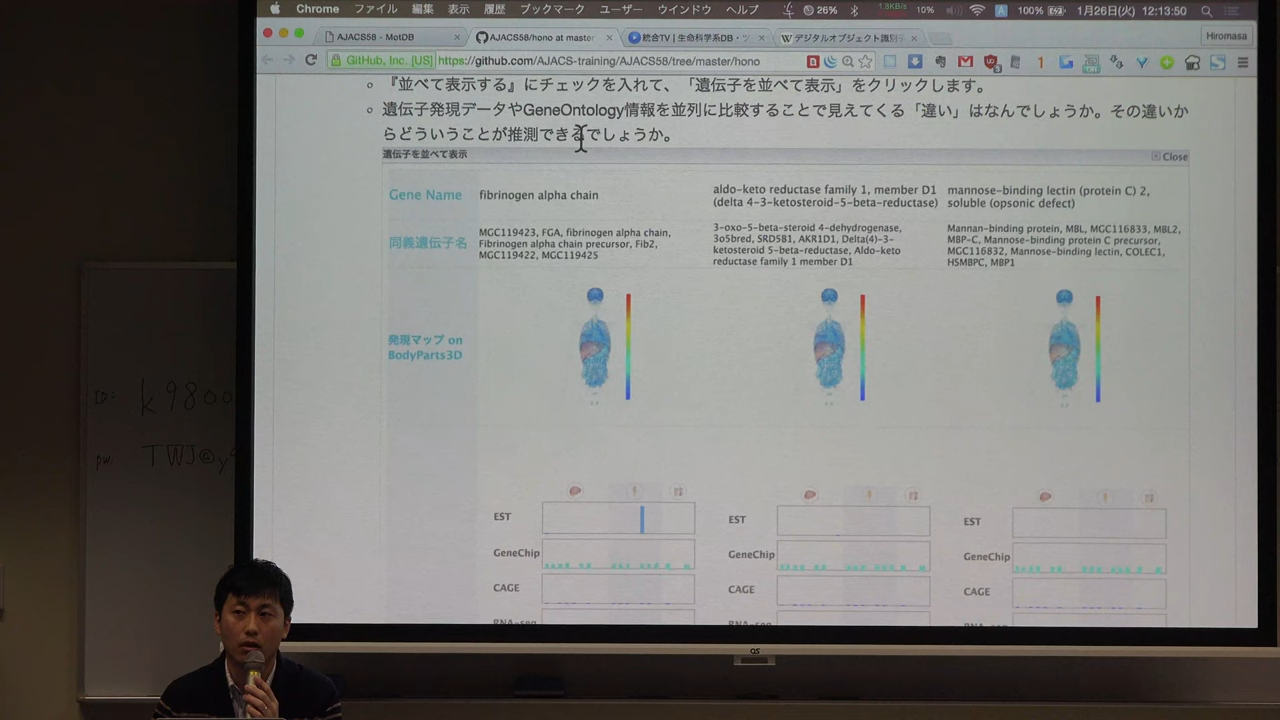 Chrome ファイル 編集 表示 履歴 ブックマーク ユーザー ウインドウ ヘルプ 26% 1.8KB/s 10% 100% 1月26日(火) 12:13:50
AJACS58 - MotDB AJACS58/hono at master 統合TV | 生命科学系DB・ツ デジタルオブジェクト識別子 Hiromasa
GitHub, Inc. [US] https://github.com/AJACS-training/AJACS58/tree/master/hono
『並べて表示する』にチェックを入れて、「遺伝子を並べて表示」をクリックします。
遺伝子発現データやGeneOntology情報を並列に比較することで見えてくる「違い」はなんでしょうか。その違いか
らどういうことが推測できるでしょうか。
遺伝子を並べて表示 Close
Gene Name
fibrinogen alpha chain
aldo-keto reductase family 1, member D1
(delta 4-3-ketosteroid-5-beta-reductase)
mannose-binding lectin (protein C) 2,
soluble (opsonic defect)
同義遺伝子名
MGC119423, FGA, fibrinogen alpha chain,
Fibrinogen alpha chain precursor, Fib2,
MGC119422, MGC119425
3-oxo-5-beta-steroid 4-dehydrogenase,
3o5bred, SRD5B1, AKR1D1, Delta(4)-3-
ketosteroid 5-beta-reductase, Aldo-keto
reductase family 1 member D1
Mannan-binding protein, MBL, MGC116833, MBL2,
MBP-C, Mannose-binding protein C precursor,
MGC116832, Mannose-binding lectin, COLEC1,
HSMBPC, MBP1
発現マップ on
BodyParts3D
EST EST EST
GeneChip GeneChip GeneChip
CAGE CAGE CAGE
RNA-seq
ID: k9800
pw. TWJ@y